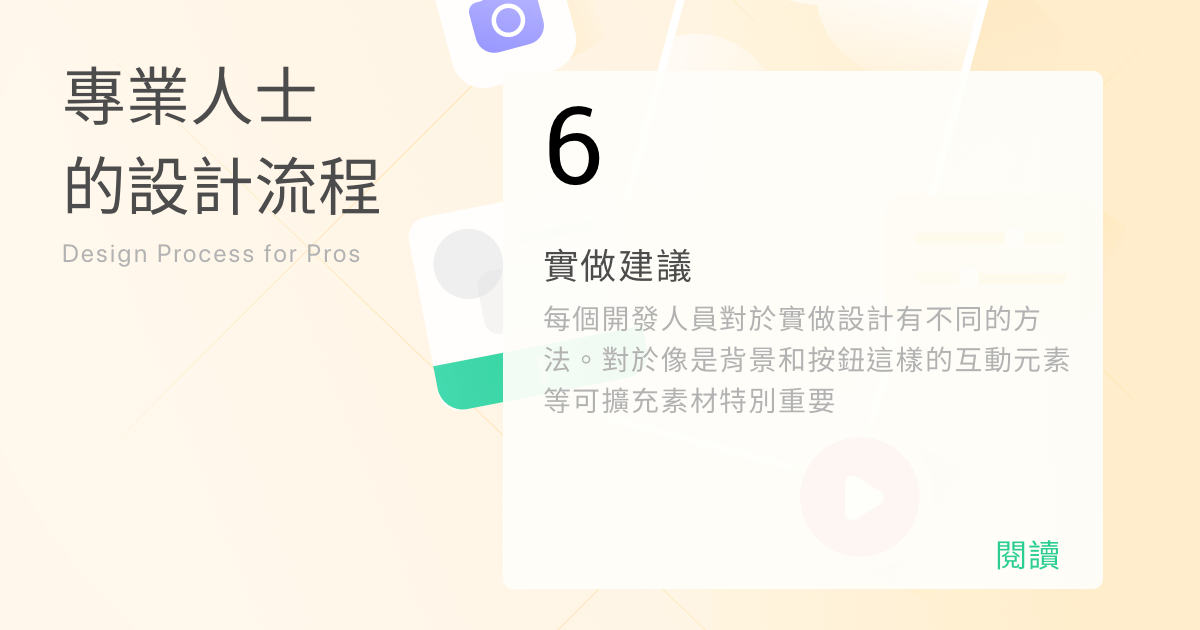 專業人士
的設計流程
Design Process for Pros
6
實做建議
每個開發人員對於實做設計有不同的方
法。對於像是背景和按鈕這樣的互動元素
等可擴充素材特別重要
閱讀